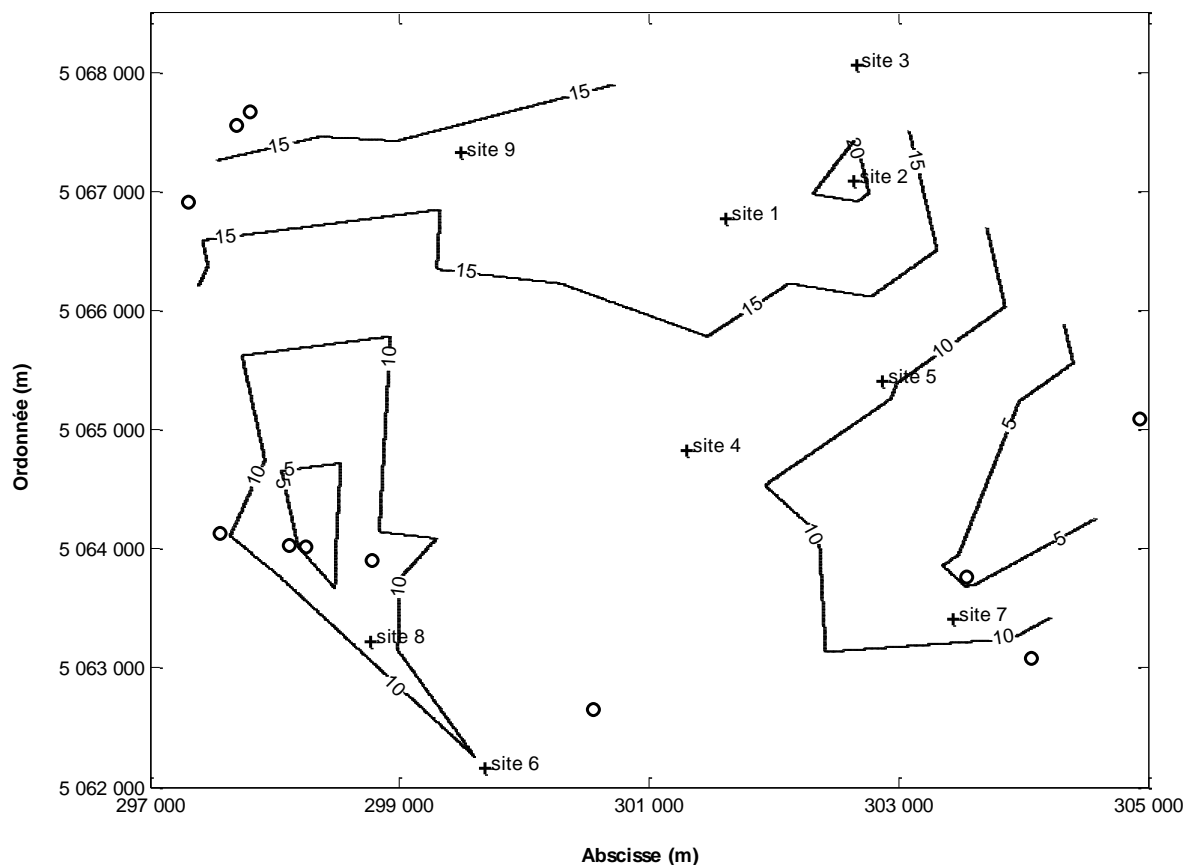 5 068 000
site 3
15
15
site 9
20
15
5 067 000
site 2
site 1
15
15
5 066 000
15
10
10
site 5
Ordonnée (m)
5 065 000
5
site 4
10
5
5
5 064 000
10
5
10
site 7
10
site 8
10
5 063 000
site 6
5 062 000
297 000
299 000
301 000
303 000
305 000
Abscisse (m)